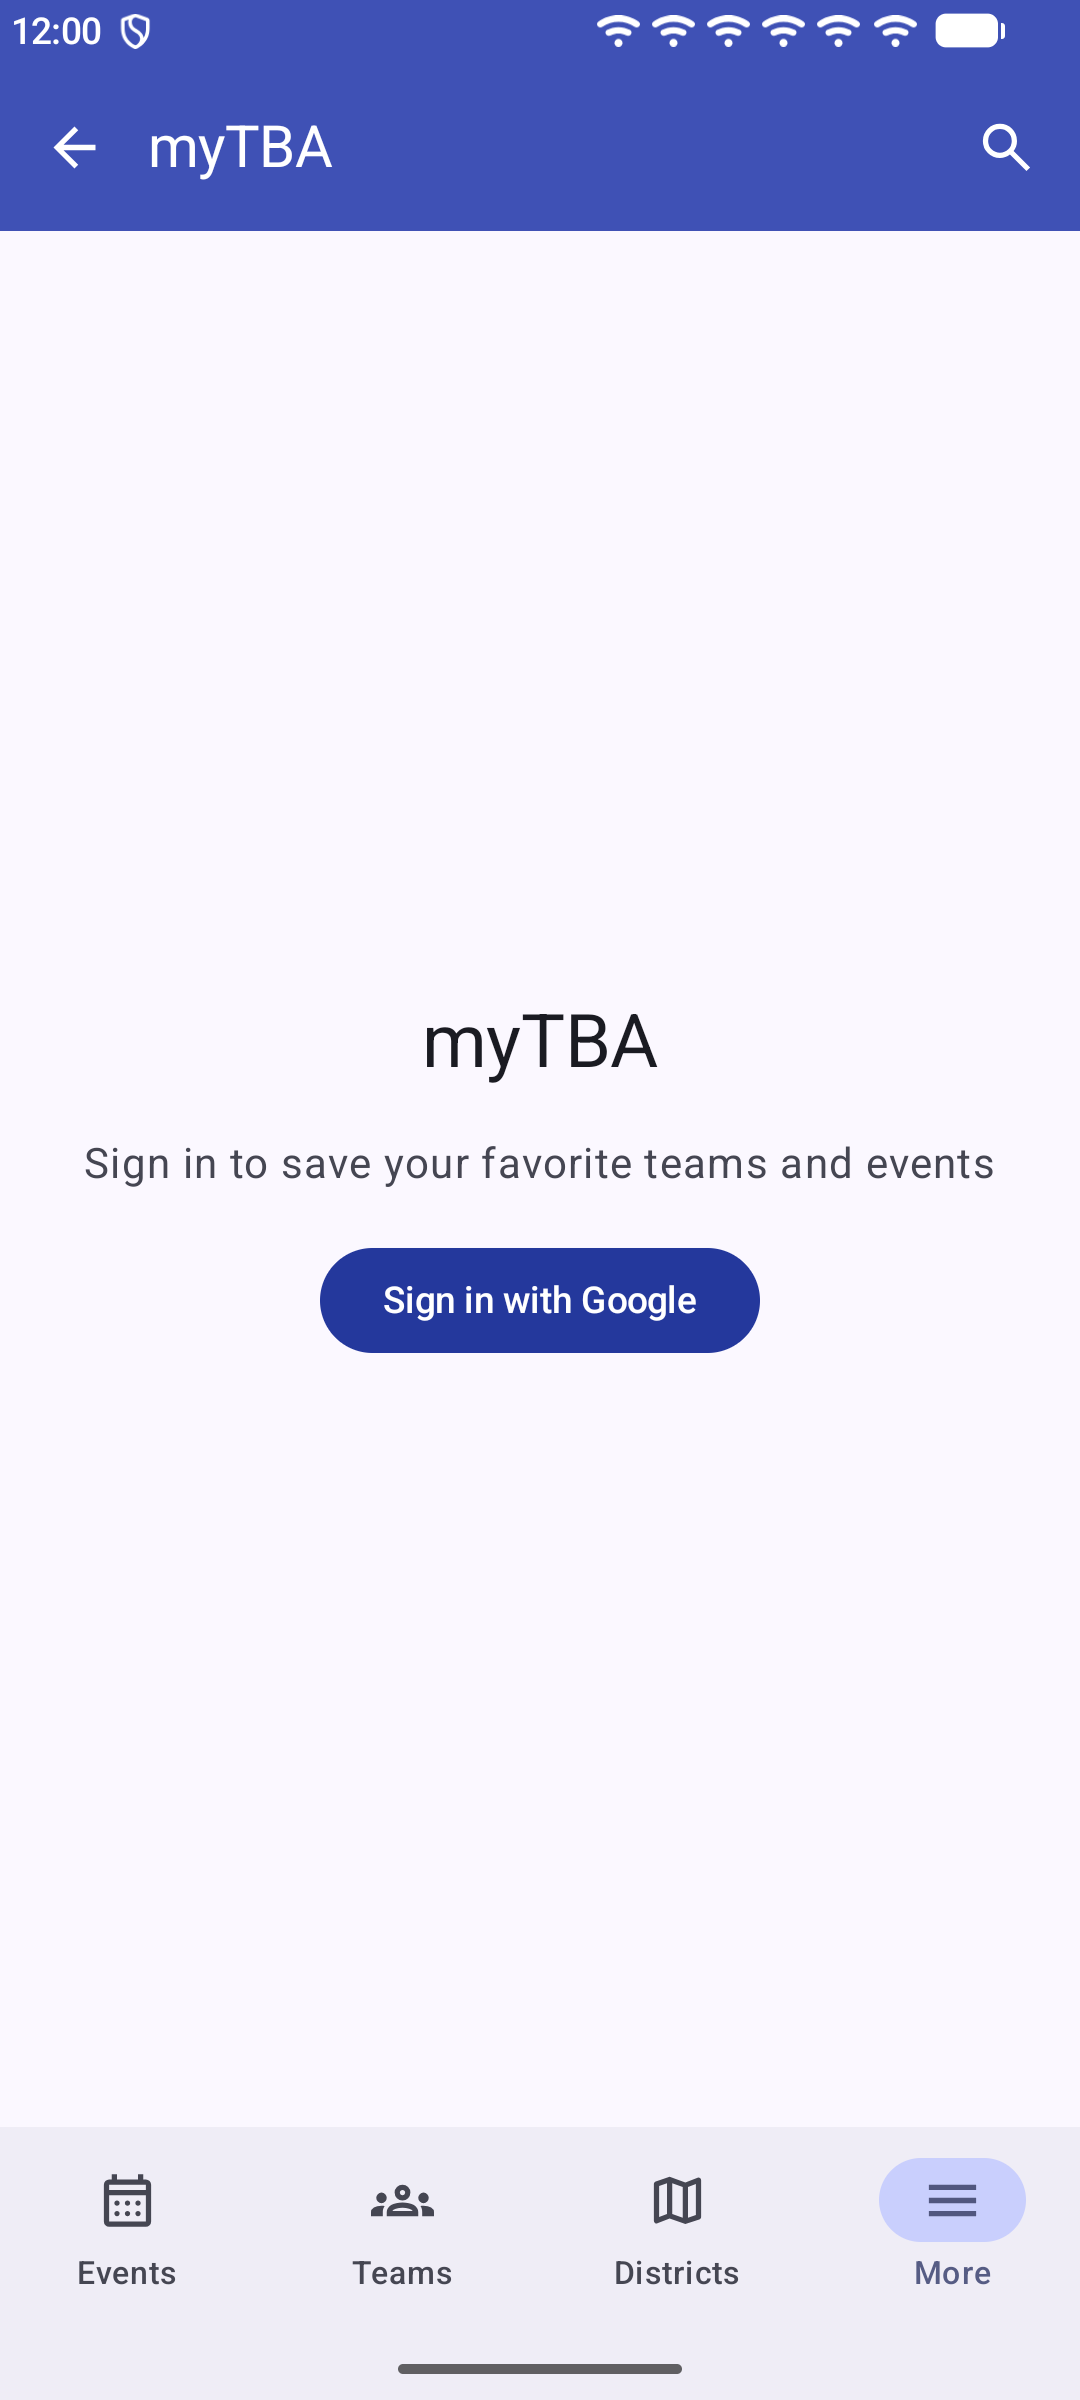 12:00
myTBA
myTBA
Sign in to save your favorite teams and events
Sign in with Google
Events
Teams
Districts
More